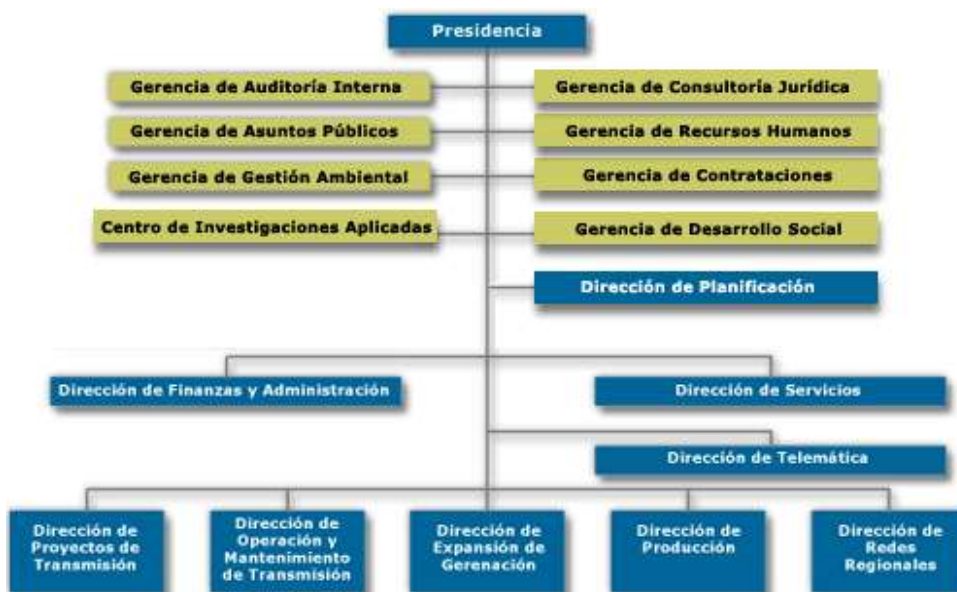 Presidencia
Gerencia de Auditoría Interna
Gerencia de Consultoría Jurídica
Gerencia de Asuntos Públicos
Gerencia de Recursos Humanos
Gerencia de Gestión Ambiental
Gerencia de Contrataciones
Centro de Investigaciones Aplicadas
Gerencia de Desarrollo Social
Dirección de Planificación
Dirección de Finanzas y Administración
Dirección de Servicios
Dirección de Telemática
Dirección de
Proyectos de
Transmisión
Dirección de
Operación y
Mantenimiento
de Transmisión
Dirección de
Expansión de
Gerenación
Dirección de
Producción
Dirección de
Redes
Regionales